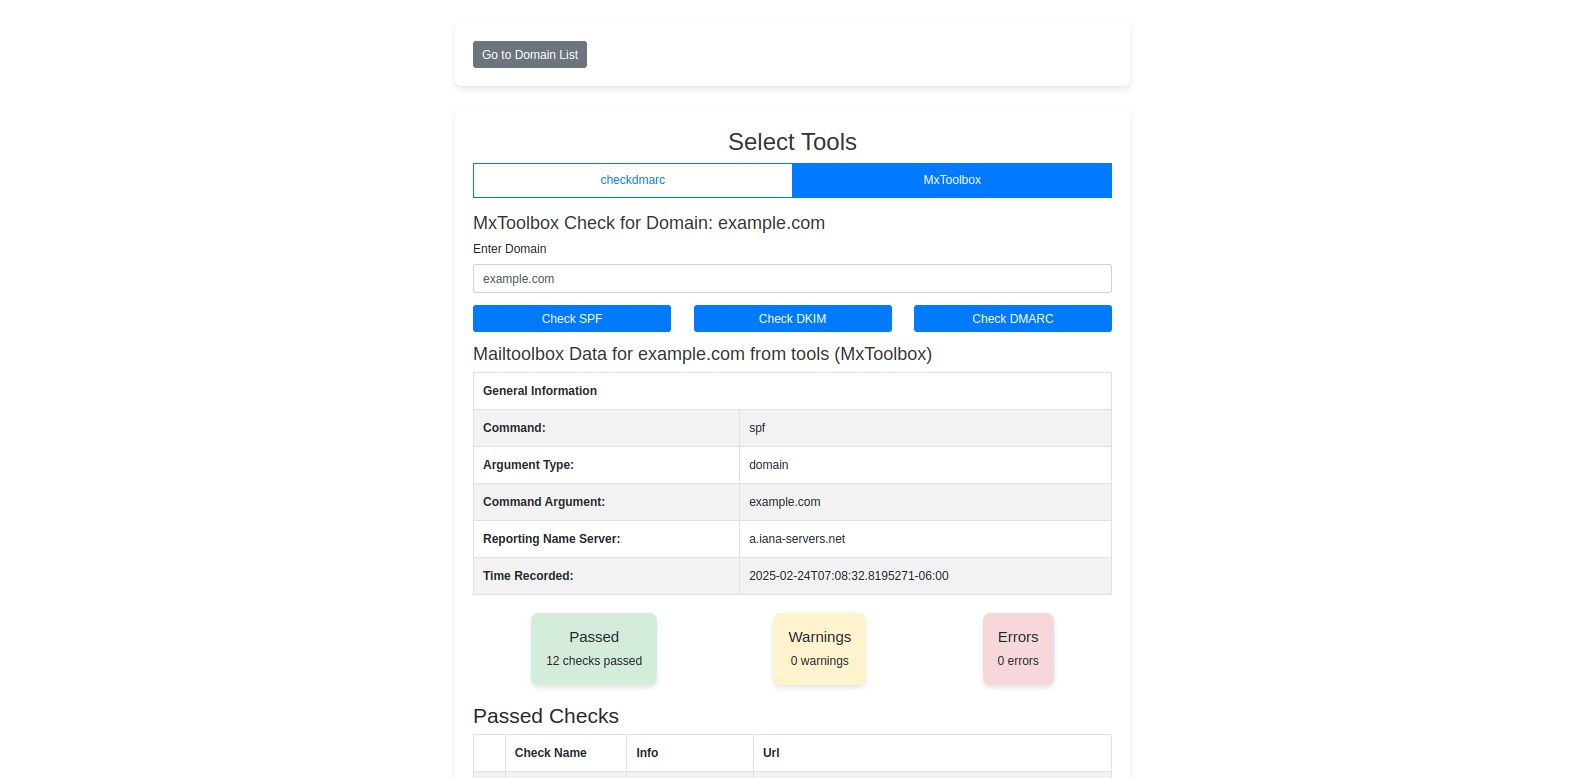 Go to Domain List
Select Tools
checkdmarc MxToolbox
MxToolbox Check for Domain: example.com
Enter Domain
example.com
Check SPF Check DKIM Check DMARC
Mailtoolbox Data for example.com from tools (MxToolbox)
General Information
Command: spf
Argument Type: domain
Command Argument: example.com
Reporting Name Server: a.iana-servers.net
Time Recorded: 2025-02-24T07:08:32.8195271-06:00
Passed Warnings Errors
12 checks passed 0 warnings 0 errors
Passed Checks
Check Name Info Url